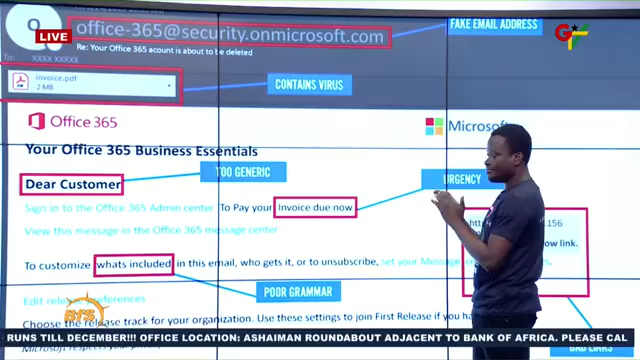 LIVE
office-365@security.onmicrosoft.com
FAKE EMAIL ADDRESS
Re: Your Office 365 acount is about to be deleted
To: XXXX XXXXX
invoice.pdf
2 MB
CONTAINS VIRUS
Office 365
Microsoft
Your Office 365 Business Essentials
TOO GENERIC
URGENCY
Dear Customer
Sign in to the Office 365 Admin center To Pay your Invoice due now
View this message in the Office 365 message center
.156
ow link.
To customize whats included in this email, who gets it, or to unsubscribe, set your Message
POOR GRAMMAR
Edit release preferences
Choose the release track for your organization. Use these settings to join First Release if you
BAD LINKS
RUNS TILL DECEMBER!!! OFFICE LOCATION: ASHAIMAN ROUNDABOUT ADJACENT TO BANK OF AFRICA. PLEASE CAL